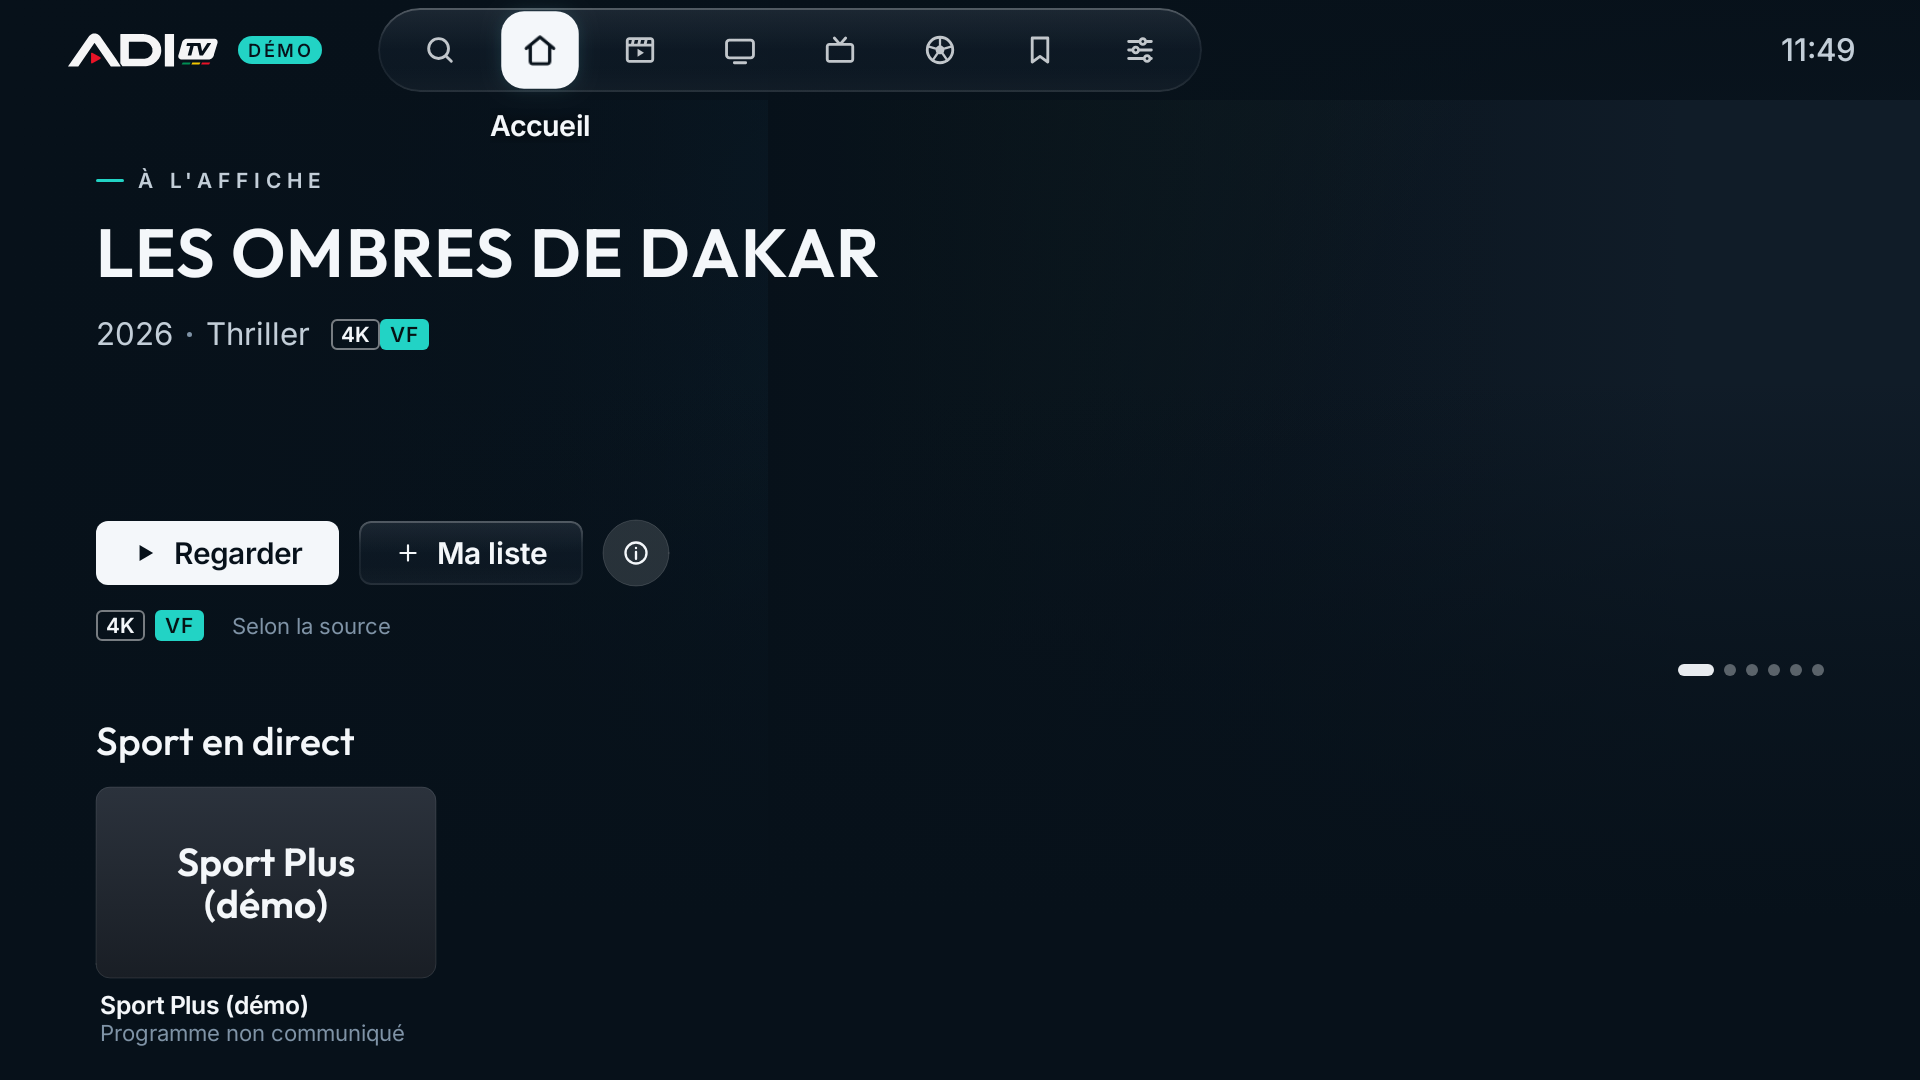 ADI TV DÉMO
11:49
Accueil
À L'AFFICHE
LES OMBRES DE DAKAR
2026 · Thriller 4K VF
Regarder
Ma liste
4K VF Selon la source
Sport en direct
Sport Plus
(démo)
Sport Plus (démo)
Programme non communiqué